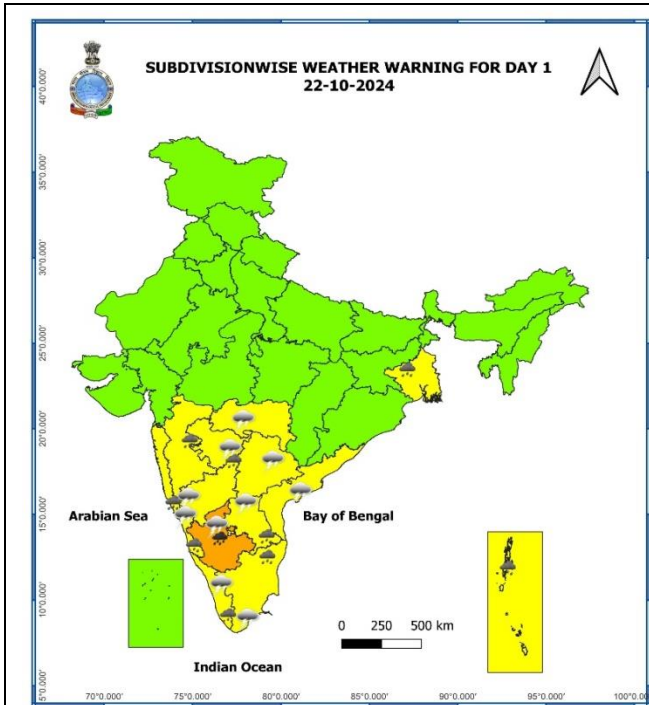 SUBDIVISIONWISE WEATHER WARNING FOR DAY 1
22-10-2024
40°0.000'
35°0.000'
30°0.000'
25°0.000'
20°0.000'
15°0.000'
10°0.000'
5°0.000'
Arabian Sea
Bay of Bengal
0 250 500 km
Indian Ocean
70°0.000' 75°0.000' 80°0.000' 85°0.000' 90°0.000' 95°0.000' 100°0.000'